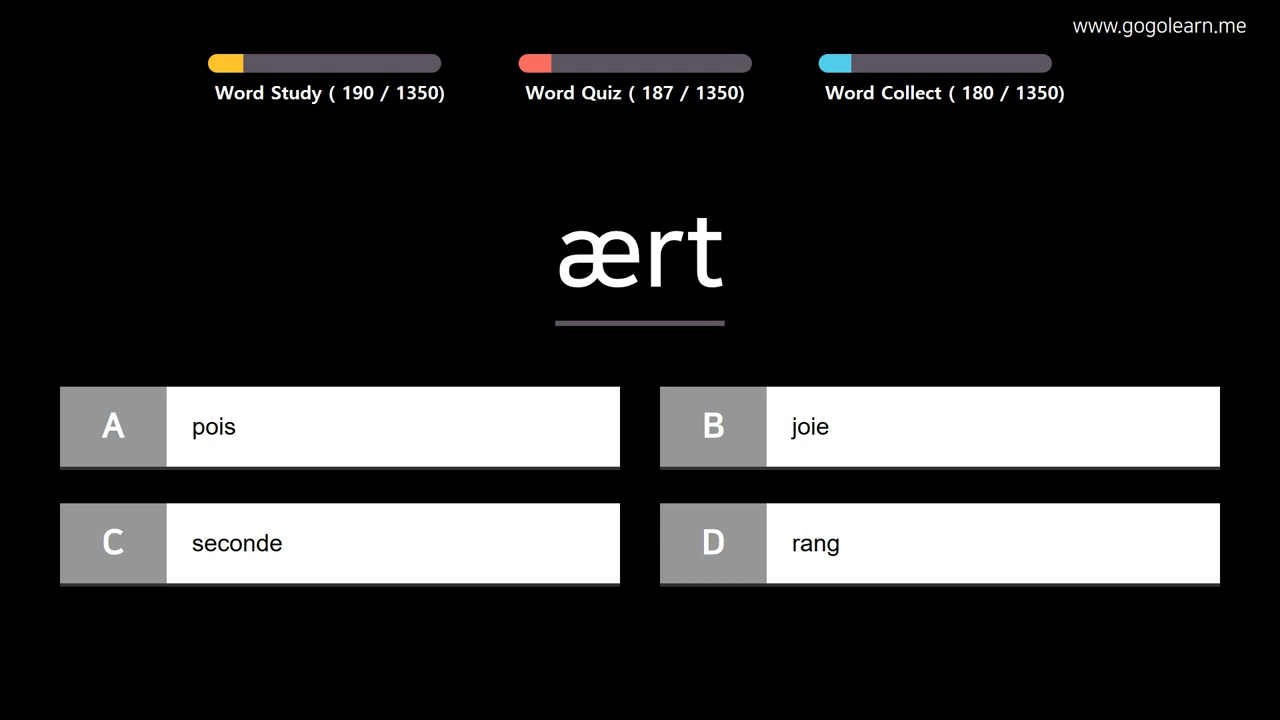 www.gogolearn.me
Word Study ( 190 / 1350)
Word Quiz ( 187 / 1350)
Word Collect ( 180 / 1350)
ært
A pois
B joie
C seconde
D rang